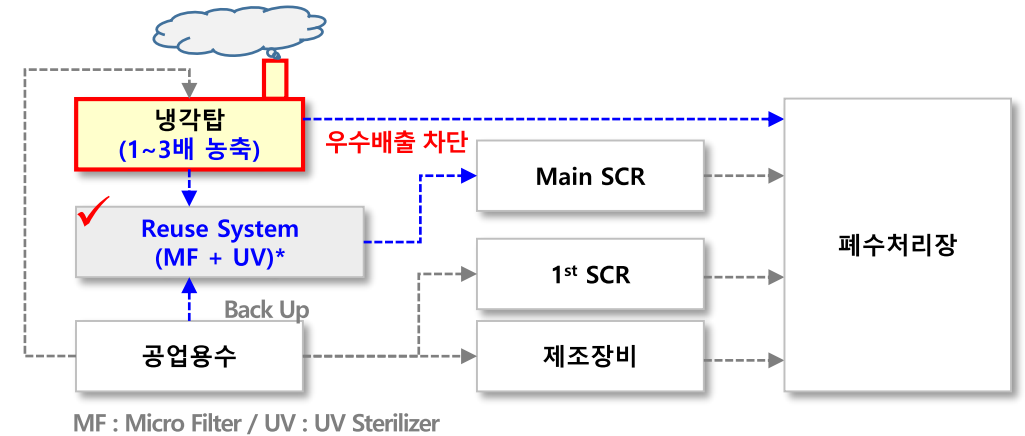 냉각탑
(1~3배 농축)
우수배출 차단
Main SCR
Reuse System
(MF + UV)*
폐수처리장
1st SCR
Back Up
공업용수
제조장비
MF : Micro Filter / UV : UV Sterilizer